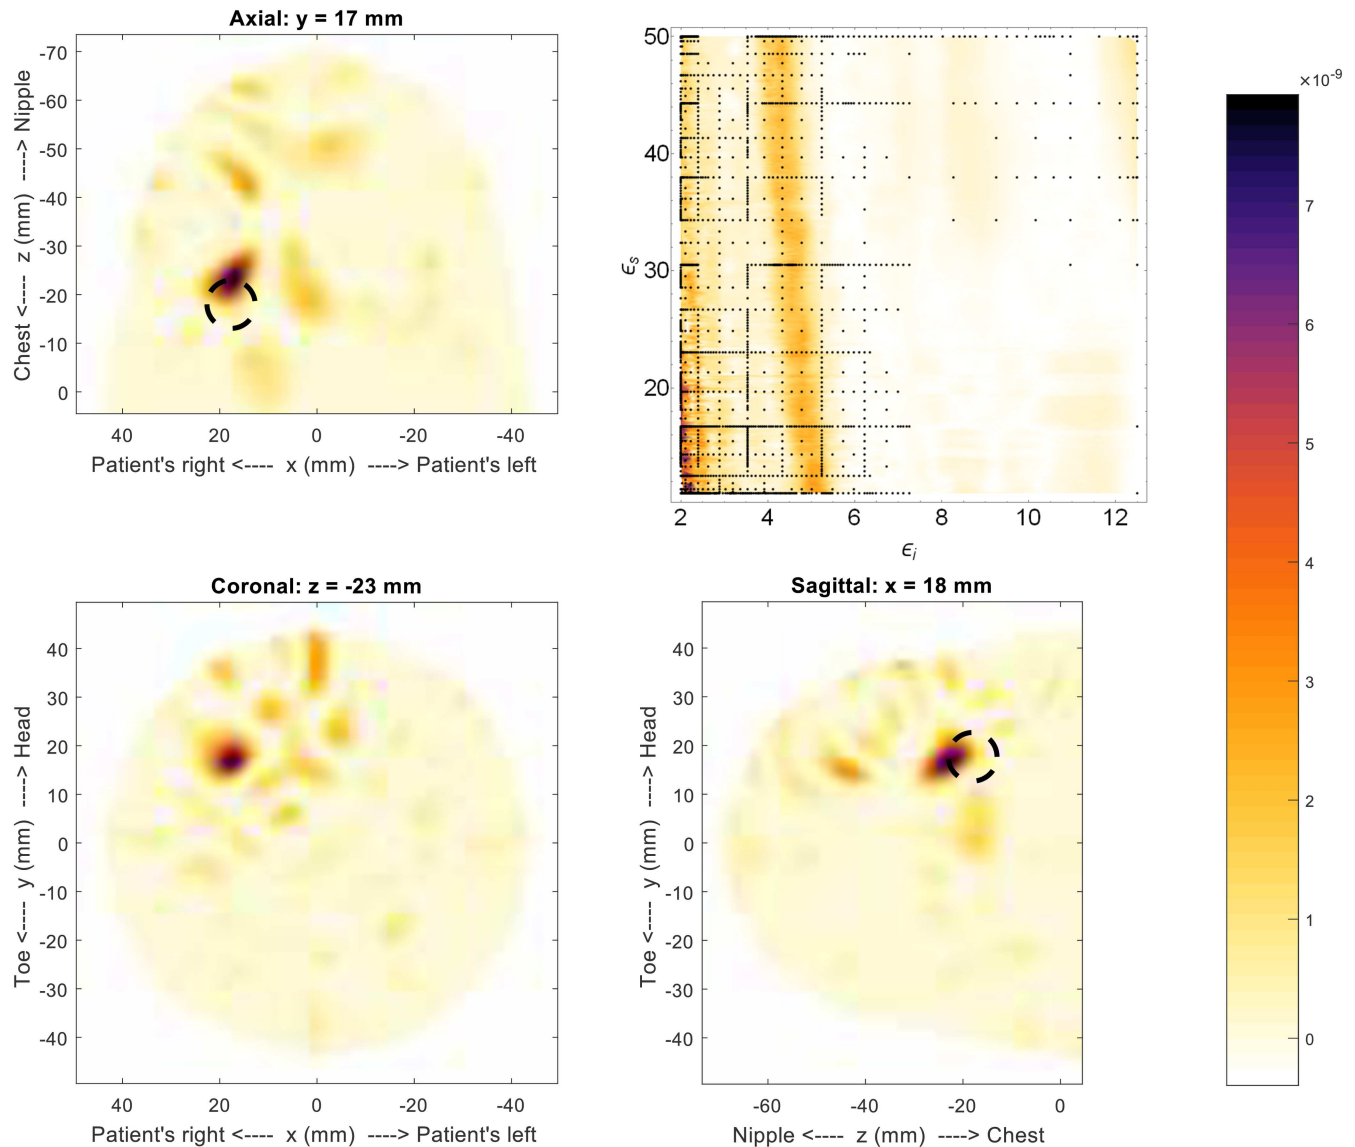 Axial: y = 17 mm
-70
-60
-50
-40
-30
-20
-10
0
Chest <---- z (mm) ----> Nipple
40 20 0 -20 -40
Patient's right <---- x (mm) ----> Patient's left
50
40
30
20
ϵs
2 4 6 8 10 12
ϵi
×10-9
7
6
5
4
3
2
1
0
Coronal: z = -23 mm
40
30
20
10
0
-10
-20
-30
-40
Toe <---- y (mm) ----> Head
40 20 0 -20 -40
Patient's right <---- x (mm) ----> Patient's left
Sagittal: x = 18 mm
40
30
20
10
0
-10
-20
-30
-40
Toe <---- y (mm) ----> Head
-60 -40 -20 0
Nipple <---- z (mm) ----> Chest